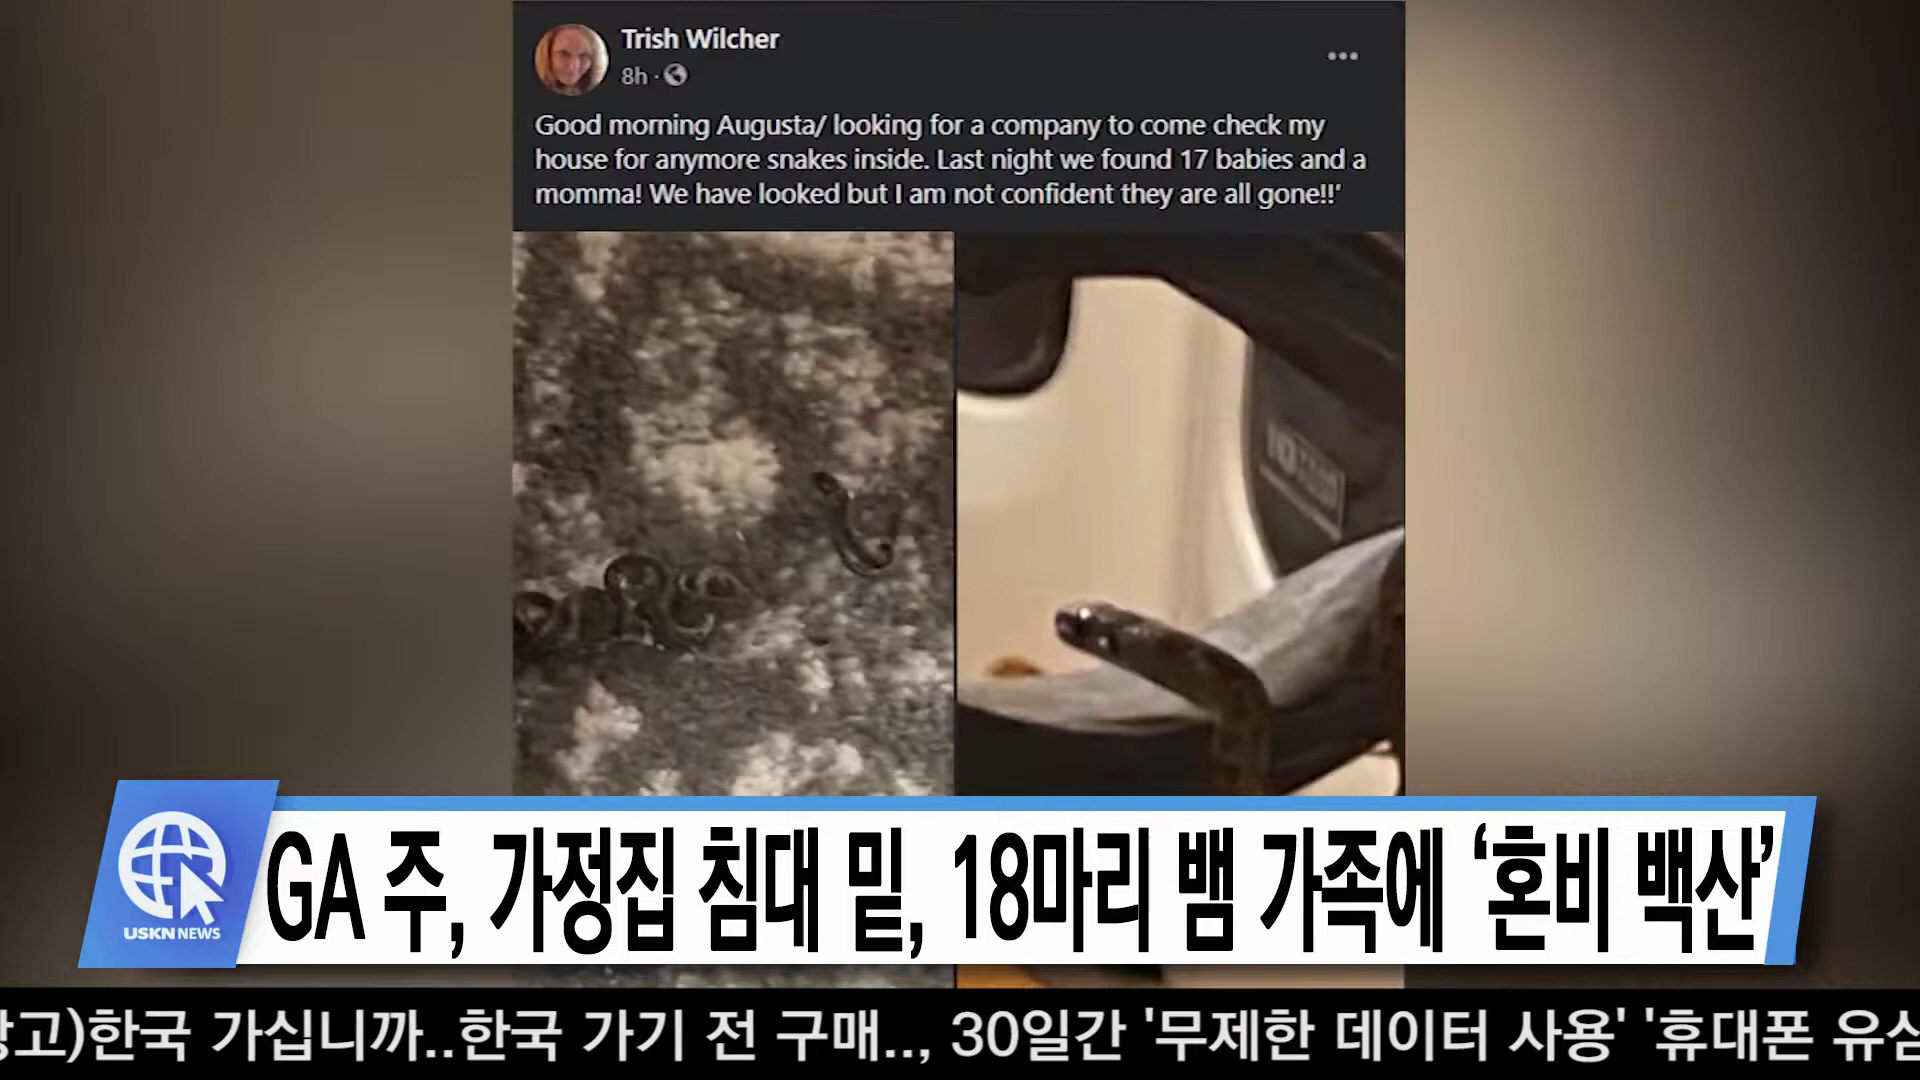 Trish Wilcher
8h ·
Good morning Augusta/ looking for a company to come check my
house for anymore snakes inside. Last night we found 17 babies and a
momma! We have looked but I am not confident they are all gone!!'
USKN NEWS
GA 주, 가정집 침대 밑, 18마리 뱀 가족에 ‘혼비 백산’
광고)한국 가십니까..한국 가기 전 구매.., 30일간 '무제한 데이터 사용' '휴대폰 유심